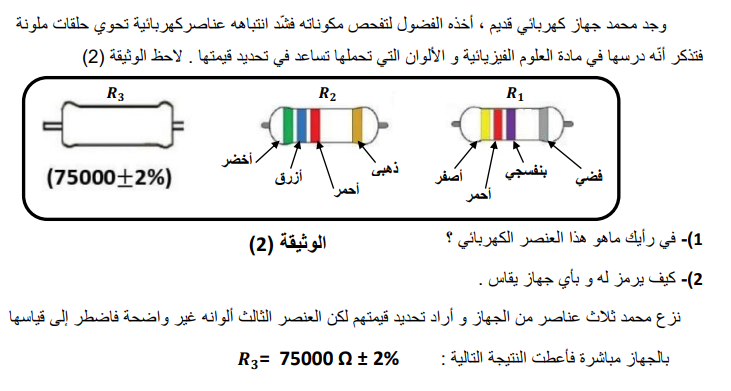 وجد محمد جهاز كهربائي قديم ، أخذه الفضول لتفحص مكوناته فشّد انتباهه عناصركهربائية تحوي حلقات ملونة
فتذكر أنّه درسها في مادة العلوم الفيزيائية و الألوان التي تحملها تساعد في تحديد قيمتها . لاحظ الوثيقة (2)
R₁
R₂
R₃
فضي
بنفسجي
أحمر
أصفر
ذهبى
أحمر
أزرق
أخضر
(75000±2%)
الوثيقة (2)
1)- في رأيك ماهو هذا العنصر الكهربائي ؟
2)- كيف يرمز له و بأي جهاز يقاس .
نزع محمد ثلاث عناصر من الجهاز و أراد تحديد قيمتهم لكن العنصر الثالث ألوانه غير واضحة فاضطر إلى قياسها
بالجهاز مباشرة فأعطت النتيجة التالية : R₃= 75000 Ω ± 2%